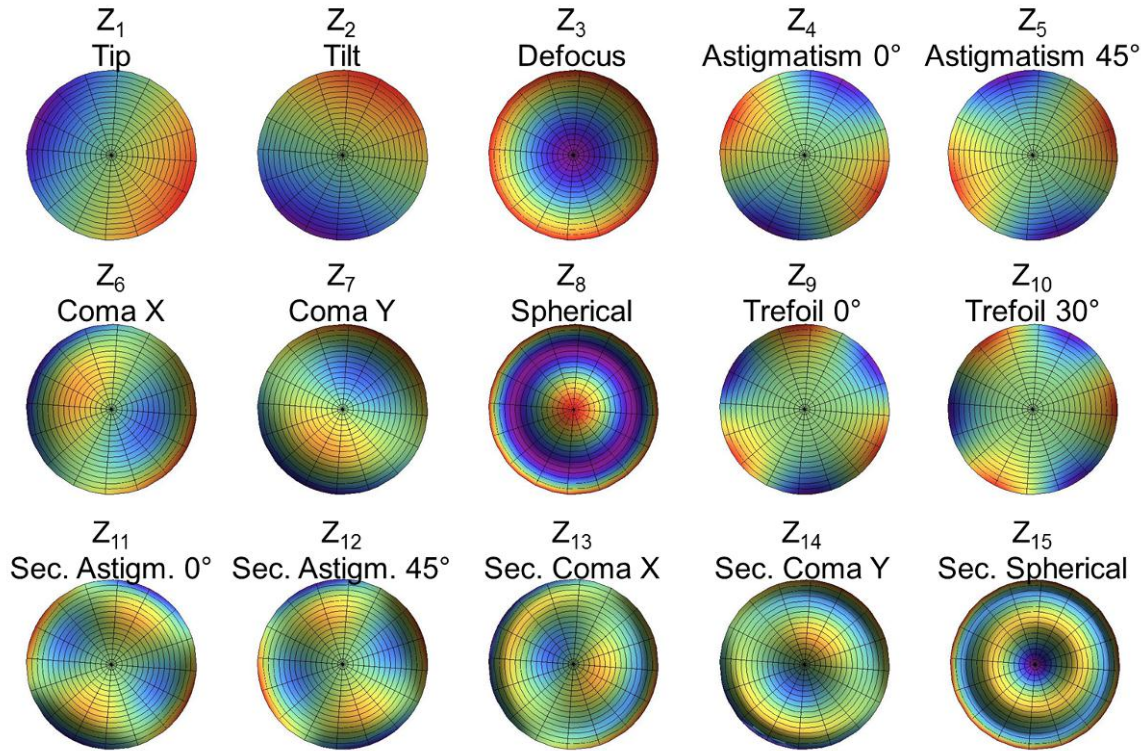 Z₁ Z₂ Z₃ Z₄ Z₅
Tip Tilt Defocus Astigmatism 0° Astigmatism 45°
Z₆ Z₇ Z₈ Z₉ Z₁₀
Coma X Coma Y Spherical Trefoil 0° Trefoil 30°
Z₁₁ Z₁₂ Z₁₃ Z₁₄ Z₁₅
Sec. Astigm. 0° Sec. Astigm. 45° Sec. Coma X Sec. Coma Y Sec. Spherical